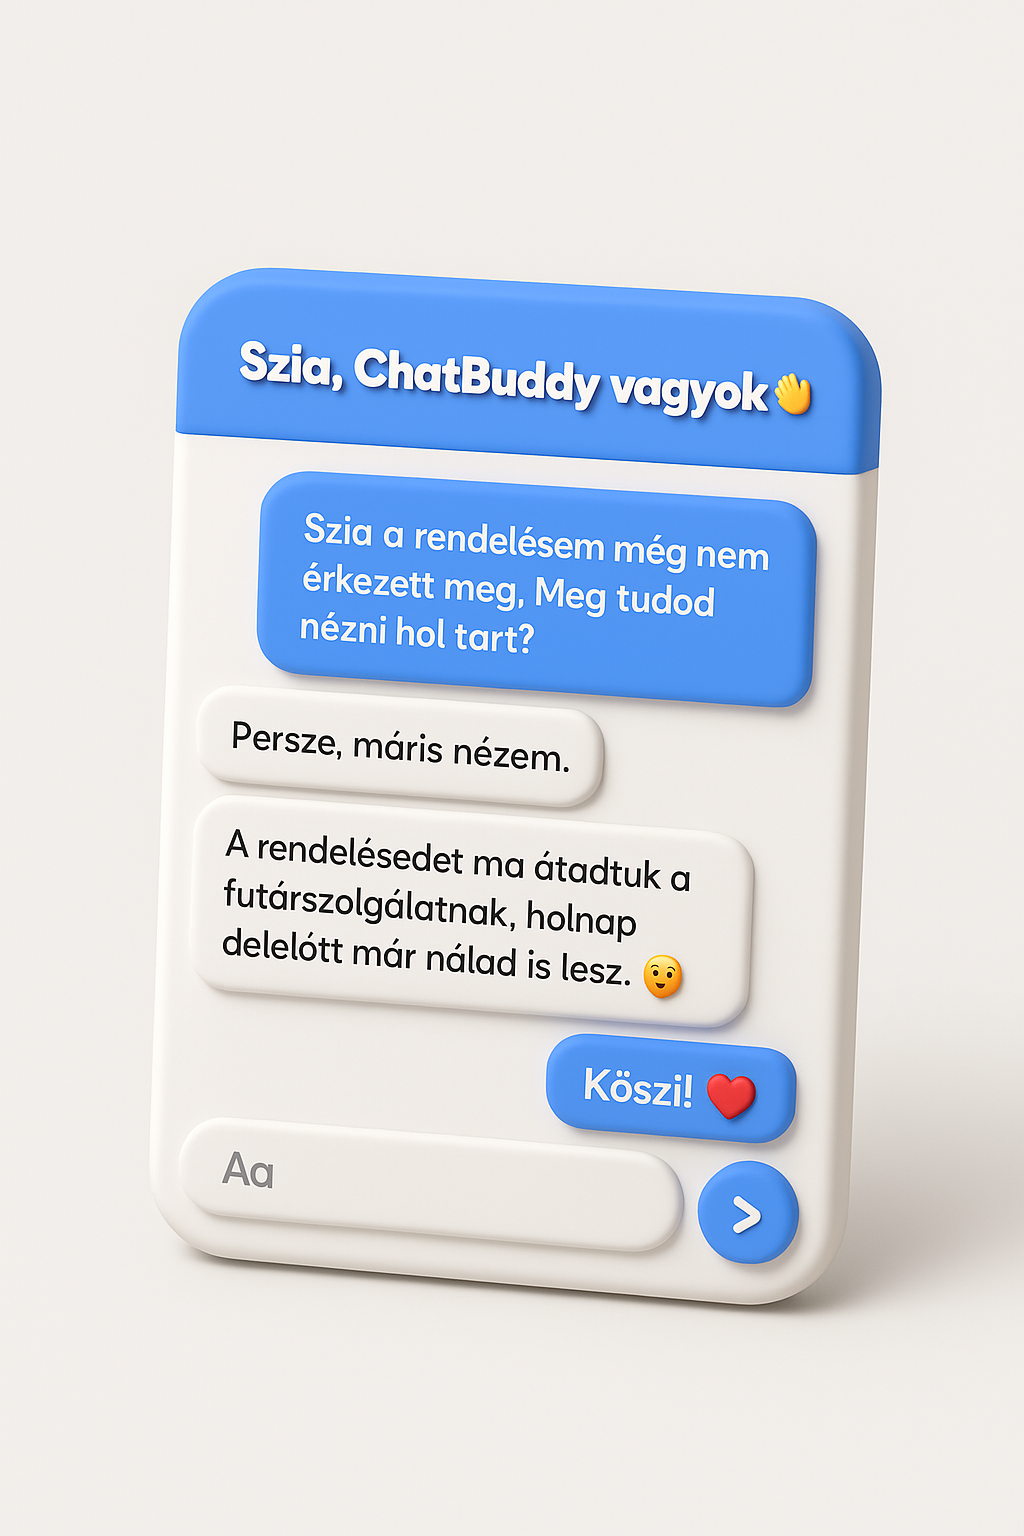 Szia, ChatBuddy vagyok👋
Szia a rendelésem még nem
érkezett meg, Meg tudod
nézni hol tart?
Persze, máris nézem.
A rendelésedet ma átadtuk a
futárszolgálatnak, holnap
delelótt már nálad is lesz. 😉
Köszi! ❤️
Aa